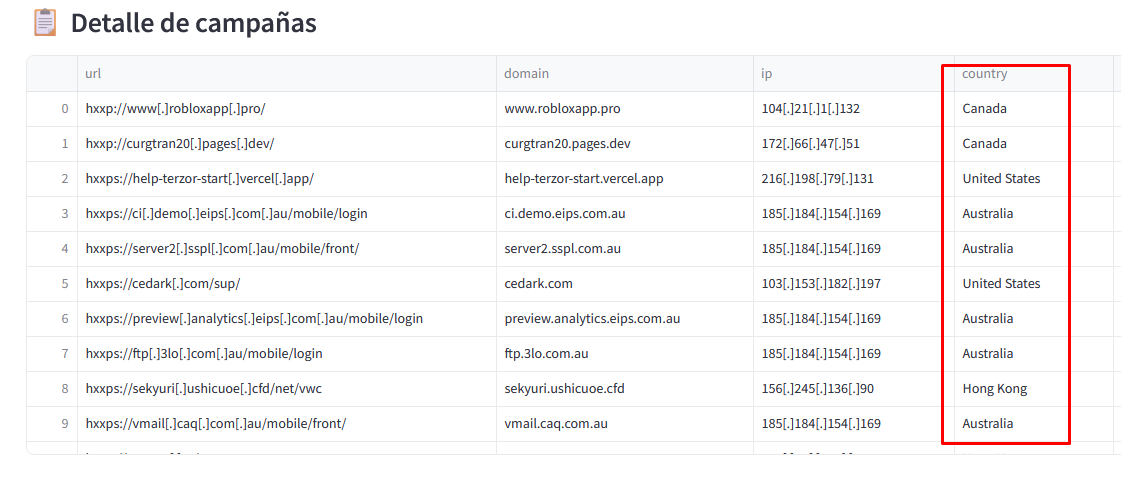 📋 Detalle de campañas
url domain ip country
0 hxxp://www[.]robloxapp[.]pro/ www.robloxapp.pro 104[.]21[.]1[.]132 Canada
1 hxxp://curgtran20[.]pages[.]dev/ curgtran20.pages.dev 172[.]66[.]47[.]51 Canada
2 hxxps://help-terzor-start[.]vercel[.]app/ help-terzor-start.vercel.app 216[.]198[.]79[.]131 United States
3 hxxps://ci[.]demo[.]eips[.]com[.]au/mobile/login ci.demo.eips.com.au 185[.]184[.]154[.]169 Australia
4 hxxps://server2[.]sspl[.]com[.]au/mobile/front/ server2.sspl.com.au 185[.]184[.]154[.]169 Australia
5 hxxps://cedark[.]com/sup/ cedark.com 103[.]153[.]182[.]197 United States
6 hxxps://preview[.]analytics[.]eips[.]com[.]au/mobile/login preview.analytics.eips.com.au 185[.]184[.]154[.]169 Australia
7 hxxps://ftp[.]3lo[.]com[.]au/mobile/login ftp.3lo.com.au 185[.]184[.]154[.]169 Australia
8 hxxps://sekyuri[.]ushicuoe[.]cfd/net/vwc sekyuri.ushicuoe.cfd 156[.]245[.]136[.]90 Hong Kong
9 hxxps://vmail[.]caq[.]com[.]au/mobile/front/ vmail.caq.com.au 185[.]184[.]154[.]169 Australia